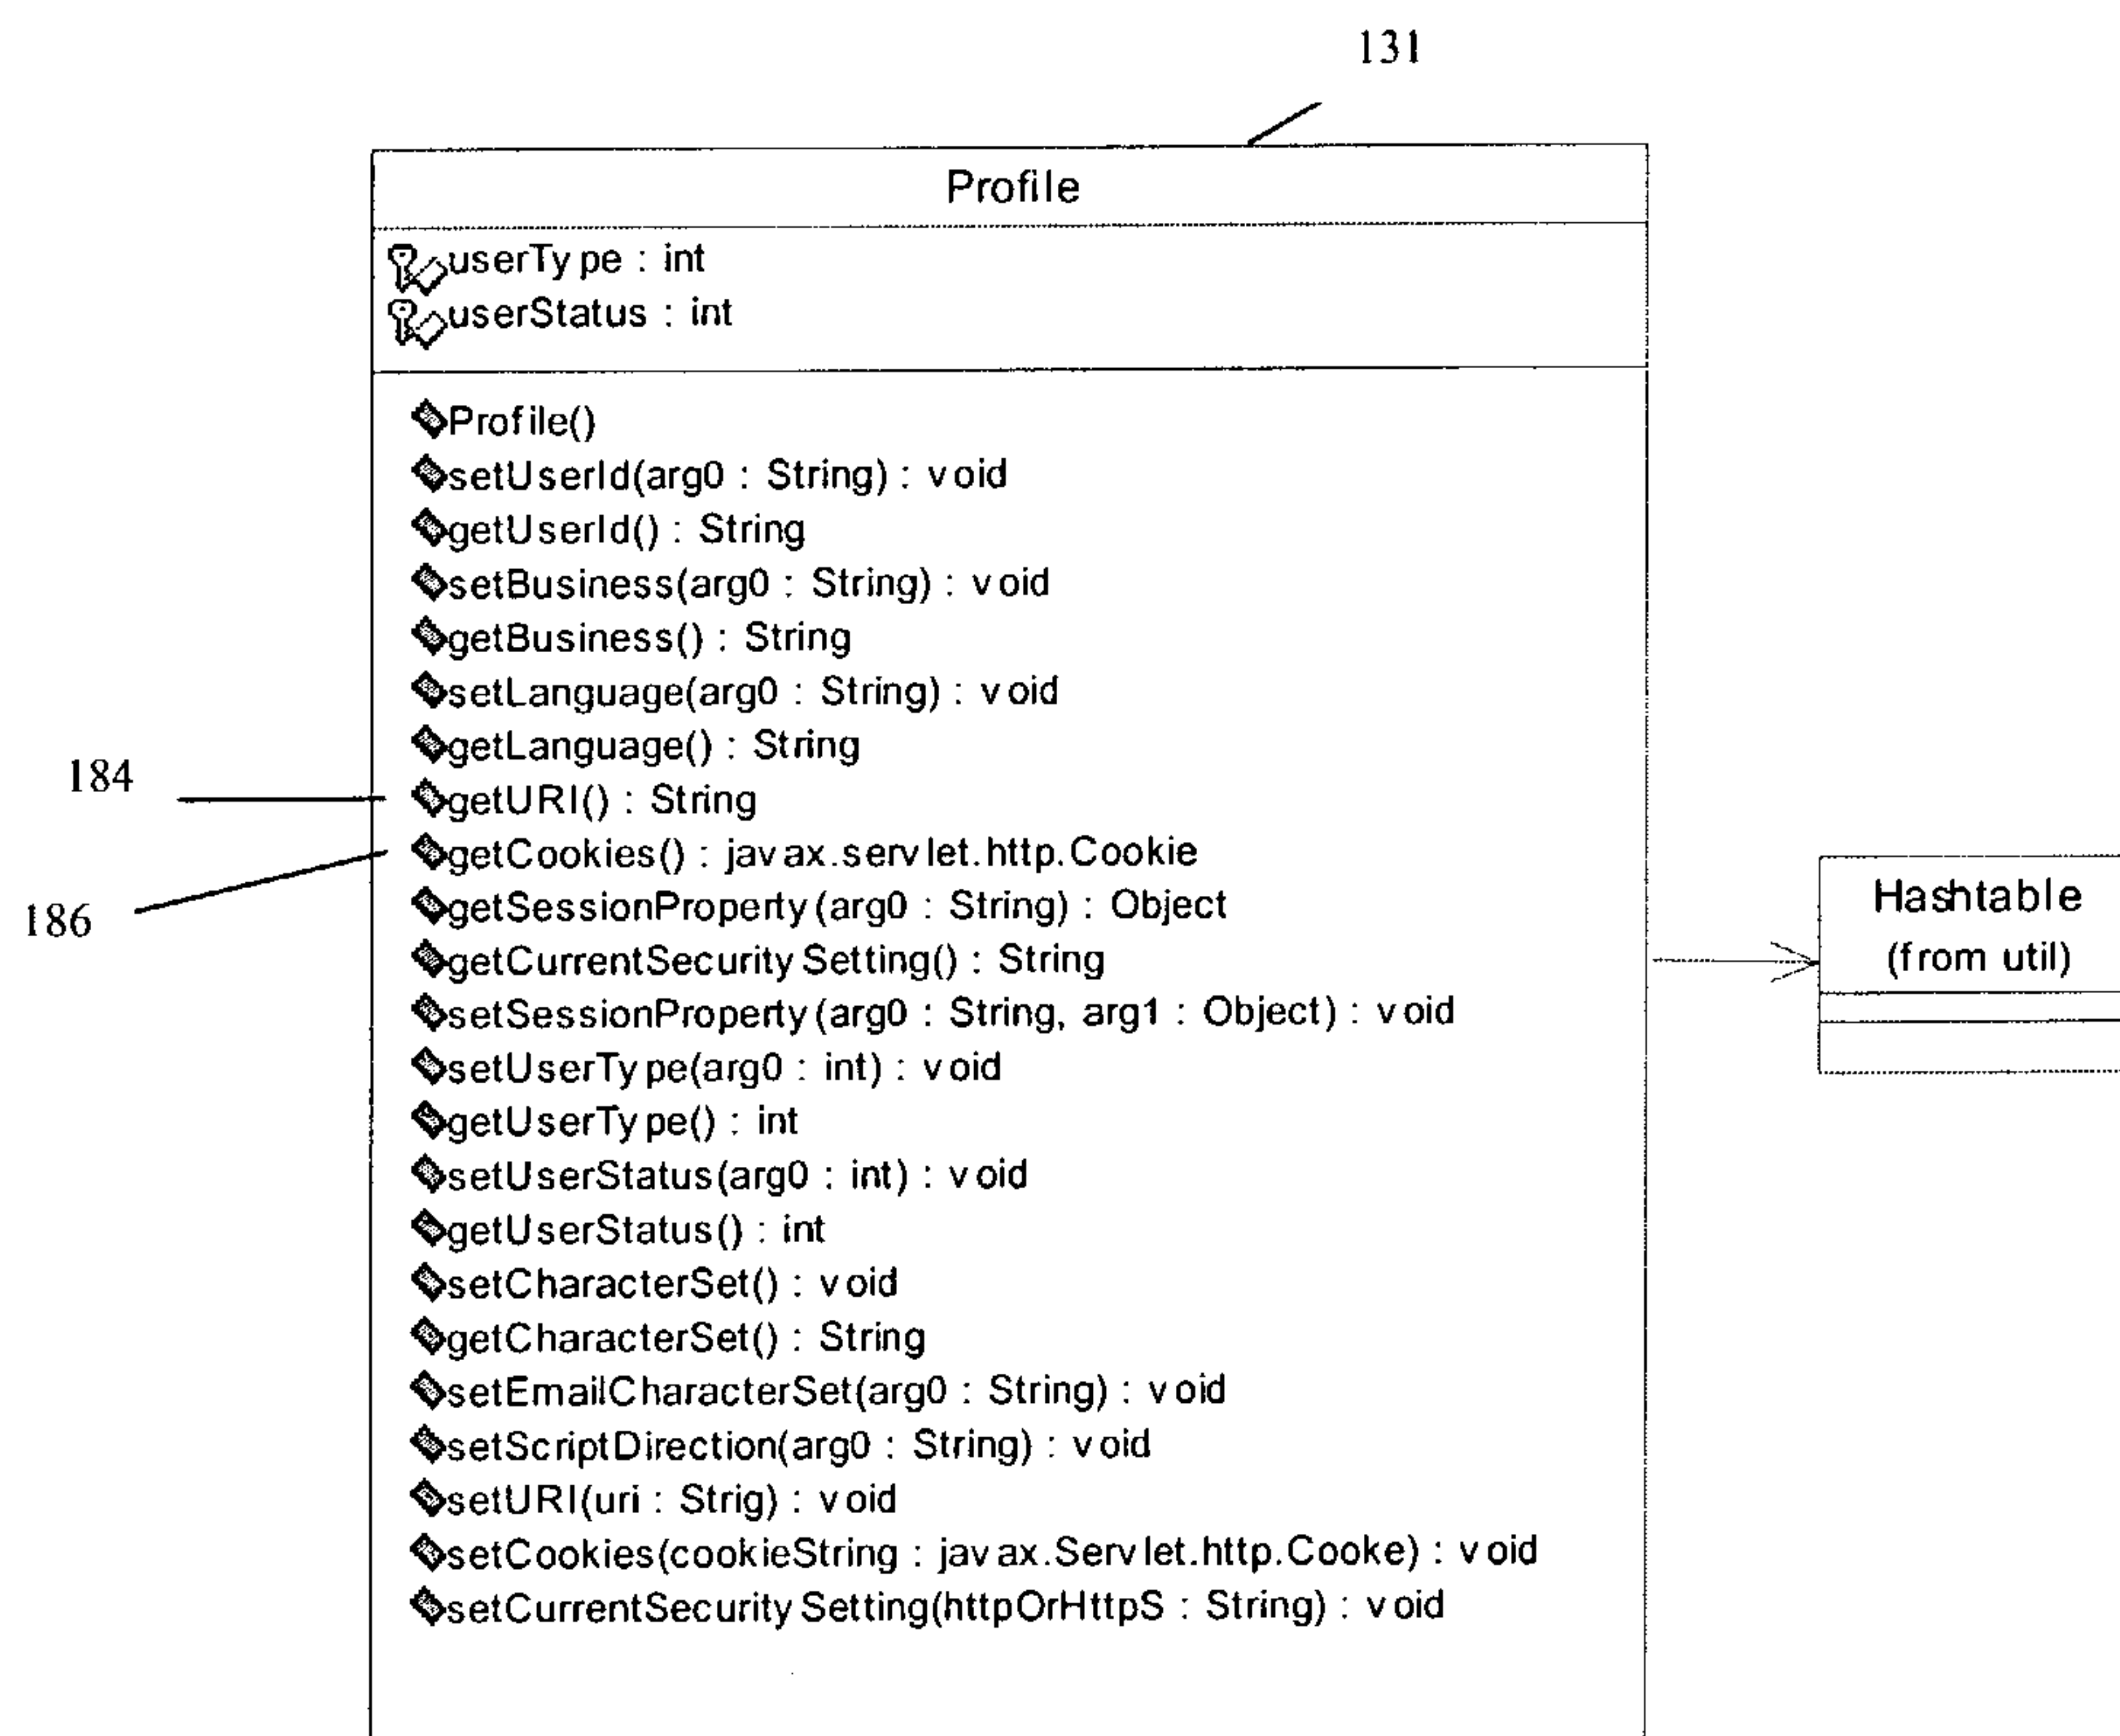 131
Profile
userType : int
userStatus : int
Profile()
setUserId(arg0 : String) : void
getUserId() : String
setBusiness(arg0 : String) : void
getBusiness() : String
setLanguage(arg0 : String) : void
getLanguage() : String
184
getURI() : String
getCookies() : javax.servlet.http.Cookie
186
getSessionProperty(arg0 : String) : Object
getCurrentSecuritySetting() : String
setSessionProperty(arg0 : String, arg1 : Object) : void
setUserType(arg0 : int) : void
getUserType() : int
setUserStatus(arg0 : int) : void
getUserStatus() : int
setCharacterSet() : void
getCharacterSet() : String
setEmailCharacterSet(arg0 : String) : void
setScriptDirection(arg0 : String) : void
setURI(uri : Strig) : void
setCookies(cookieString : javax.Servlet.http.Cooke) : void
setCurrentSecuritySetting(httpOrHttpS : String) : void
Hashtable
(from util)